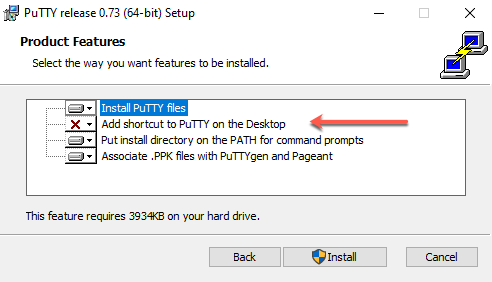 PuTTY release 0.73 (64-bit) Setup
Product Features
Select the way you want features to be installed.
Install PuTTY files
Add shortcut to PuTTY on the Desktop
Put install directory on the PATH for command prompts
Associate .PPK files with PuTTYgen and Pageant
This feature requires 3934KB on your hard drive.
Back
Install
Cancel